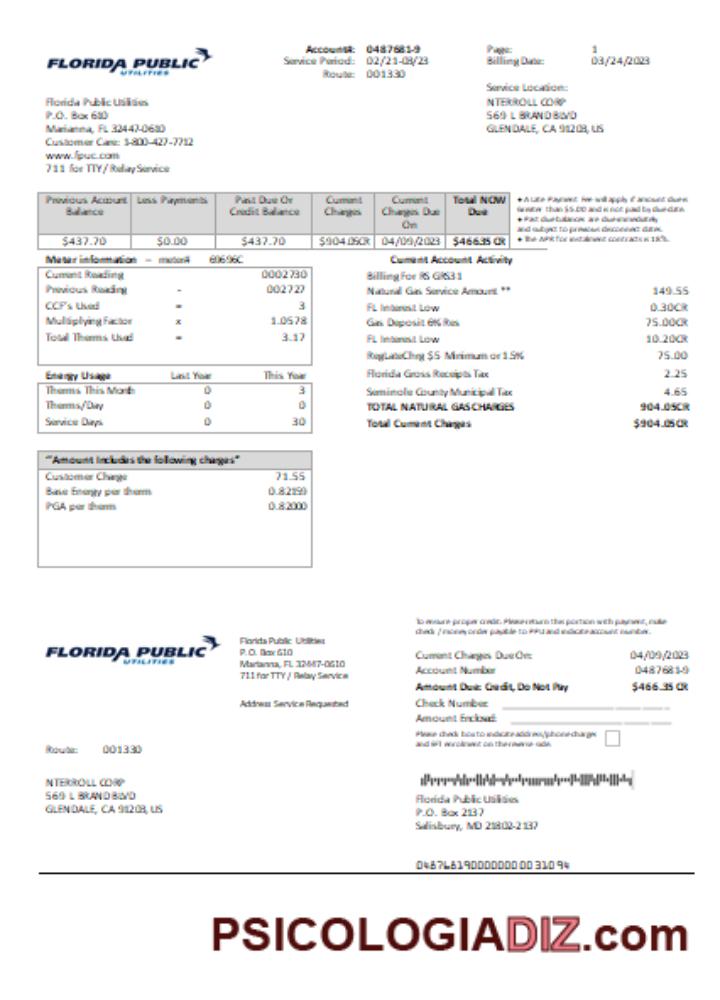 FLORIDA PUBLIC
UTILITIES
Account#: 0487681-9
Service Period: 02/21-03/23
Route: 001330
Page: 1
Billing Date: 03/24/2023
Service Location:
NTERROLL CORP
569 L BRAND BLVD
GLENDALE, CA 91203, US
Florida Public Utilities
P.O. Box 610
Marianna, FL 32447-0610
Customer Care: 1-800-427-7712
www.fpuc.com
711 for TTY/ Relay Service
Previous Account Balance
Less Payments
Past Due Or Credit Balance
Current Charges
Current Charges Due On
Total NOW Due
$437.70 $0.00 $437.70 $904.05CR 04/09/2023 $466.35 CR
• A Late Payment Fee will apply if amount due is
Greater than $5.00 and is not paid by due date.
• Past due balances are due immediately
and subject to previous disconnect dates.
• The APR for instalment contracts is 18%.
Meter information – meter# 69696C
Current Reading 0002730
Previous Reading - 002727
CCF's Used = 3
Multiplying Factor x 1.0578
Total Therms Used = 3.17
Energy Usage Last Year This Year
Therms This Month 0 3
Therms/Day 0 0
Service Days 0 30
"Amount Includes the following charges"
Customer Charge 71.55
Base Energy per therm 0.82159
PGA per therm 0.82000
Current Account Activity
Billing For RS GRS31
Natural Gas Service Amount ** 149.55
FL Interest Low 0.30CR
Gas Deposit 6% Res 75.00CR
FL Interest Low 10.20CR
RegLateChrg $5 Minimum or 1.5% 75.00
Florida Gross Receipts Tax 2.25
Seminole County Municipal Tax 4.65
TOTAL NATURAL GAS CHARGES 904.05CR
Total Current Charges $904.05CR
FLORIDA PUBLIC
UTILITIES
Florida Public Utilities
P.O. Box 610
Marianna, FL 32447-0610
711 for TTY / Relay Service
Address Service Requested
To ensure proper credit. Please return this portion with payment, make
check / money order payable to FPU and indicate account number.
Current Charges Due On: 04/09/2023
Account Number 0487681-9
Amount Due: Credit, Do Not Pay $466.35 CR
Check Number:
Amount Enclosed:
Please check box to indicate address/phone charges
and EFT enrolment on the reverse side.
Route: 001330
NTERROLL CORP
569 L BRAND BLVD
GLENDALE, CA 91203, US
Florida Public Utilities
P.O. Box 2137
Salisbury, MD 21802-2137
PSICOLOGIADIZ.com